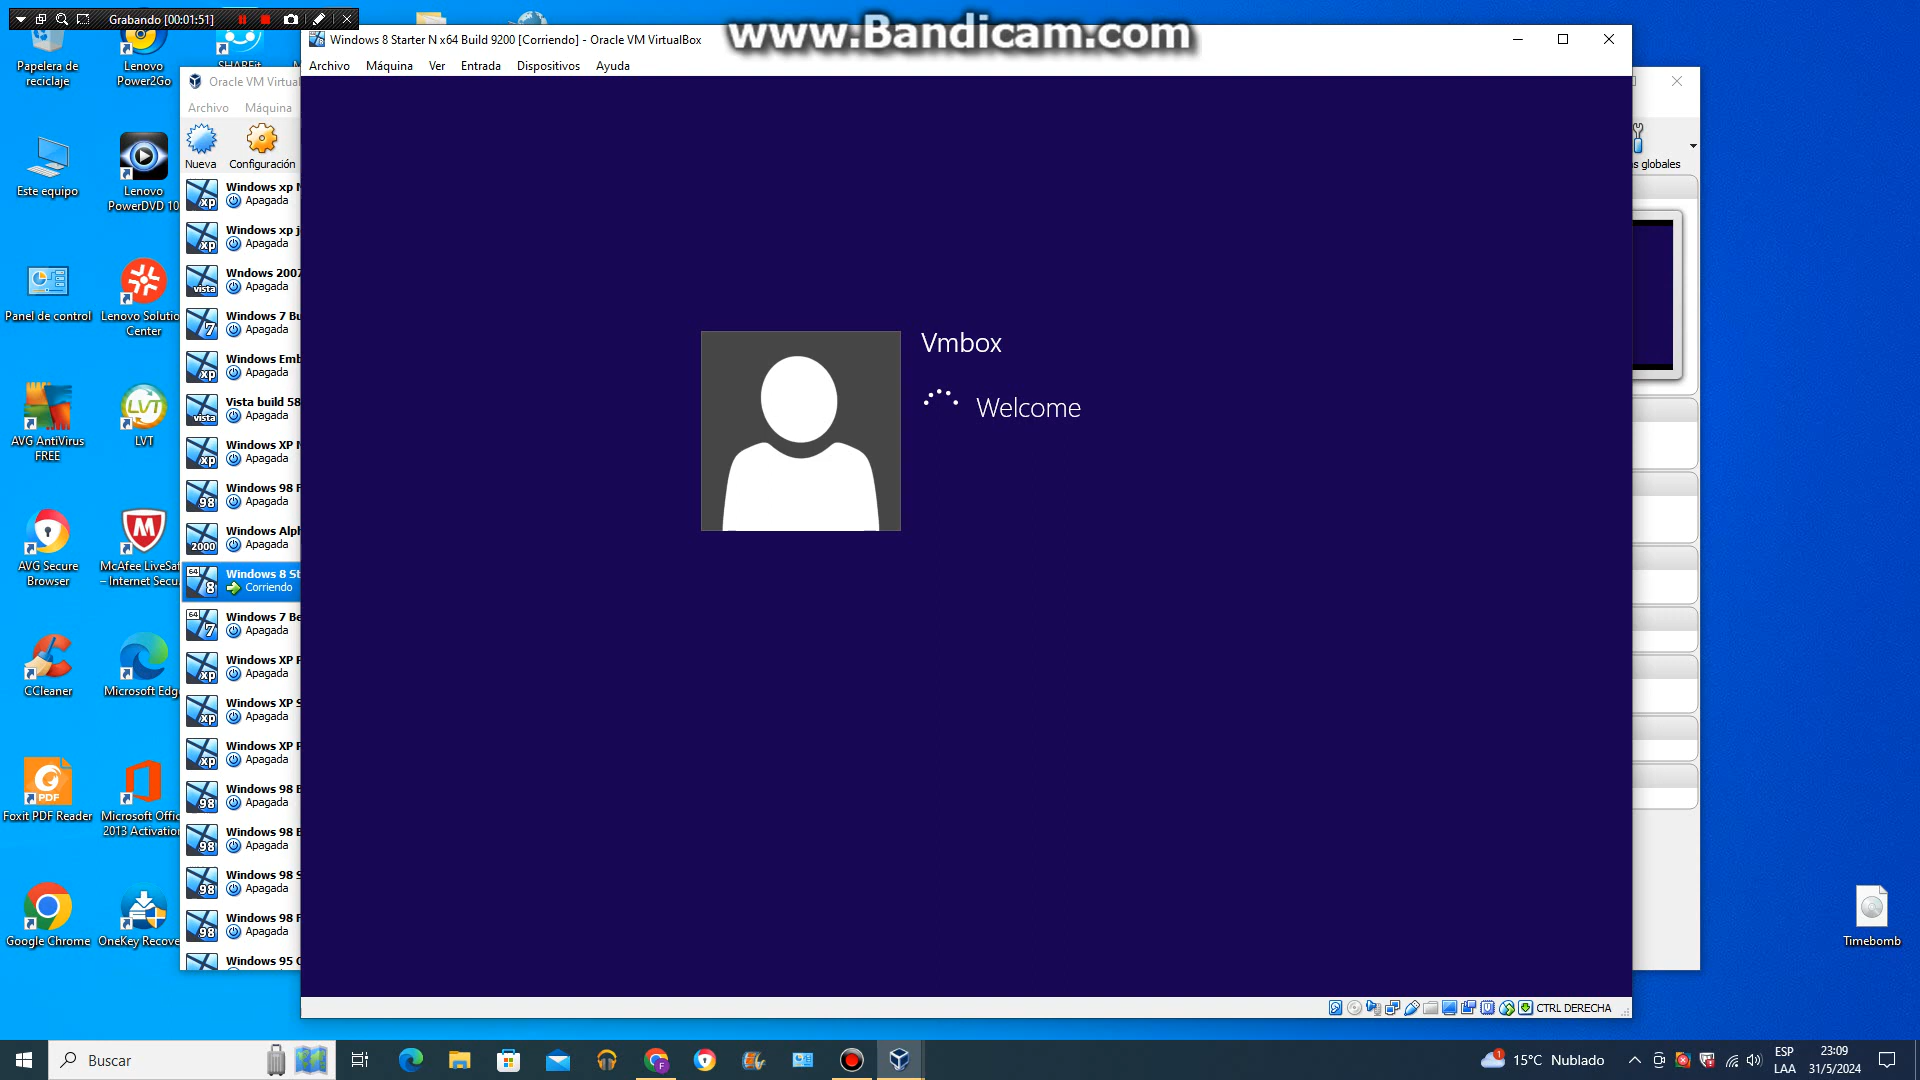 Grabando [00:01:51]
www.Bandicam.com
Papelera de
reciclaje
Lenovo
Power2Go
SHAREit
Este equipo
Lenovo
PowerDVD 10
Panel de control
Lenovo Solutio
Center
AVG AntiVirus
FREE
LVT
AVG Secure
Browser
McAfee LiveSaf
– Internet Secu...
CCleaner
Microsoft Edg
Foxit PDF Reader
Microsoft Offic
2013 Activation
Google Chrome
OneKey Recove
Oracle VM Virtual
Archivo
Máquina
Nueva
Configuración
Windows xp N
Apagada
Windows xp j
Apagada
Wndows 2007
Apagada
Windows 7 Bu
Apagada
Windows Emb
Apagada
Vista build 58
Apagada
Windows XP N
Apagada
Windows 98 F
Apagada
Windows Alph
Apagada
Windows 8 St
Corriendo
Windows 7 Be
Apagada
Windows XP P
Apagada
Windows XP S
Apagada
Windows XP P
Apagada
Windows 98 B
Apagada
Windows 98 B
Apagada
Windows 98 S
Apagada
Windows 98 F
Apagada
Windows 95 O
Windows 8 Starter N x64 Build 9200 [Corriendo] - Oracle VM VirtualBox
Archivo Máquina Ver Entrada Dispositivos Ayuda
Vmbox
Welcome
s globales
CTRL DERECHA
Timebomb
Buscar
15°C Nublado
ESP
LAA
23:09
31/5/2024